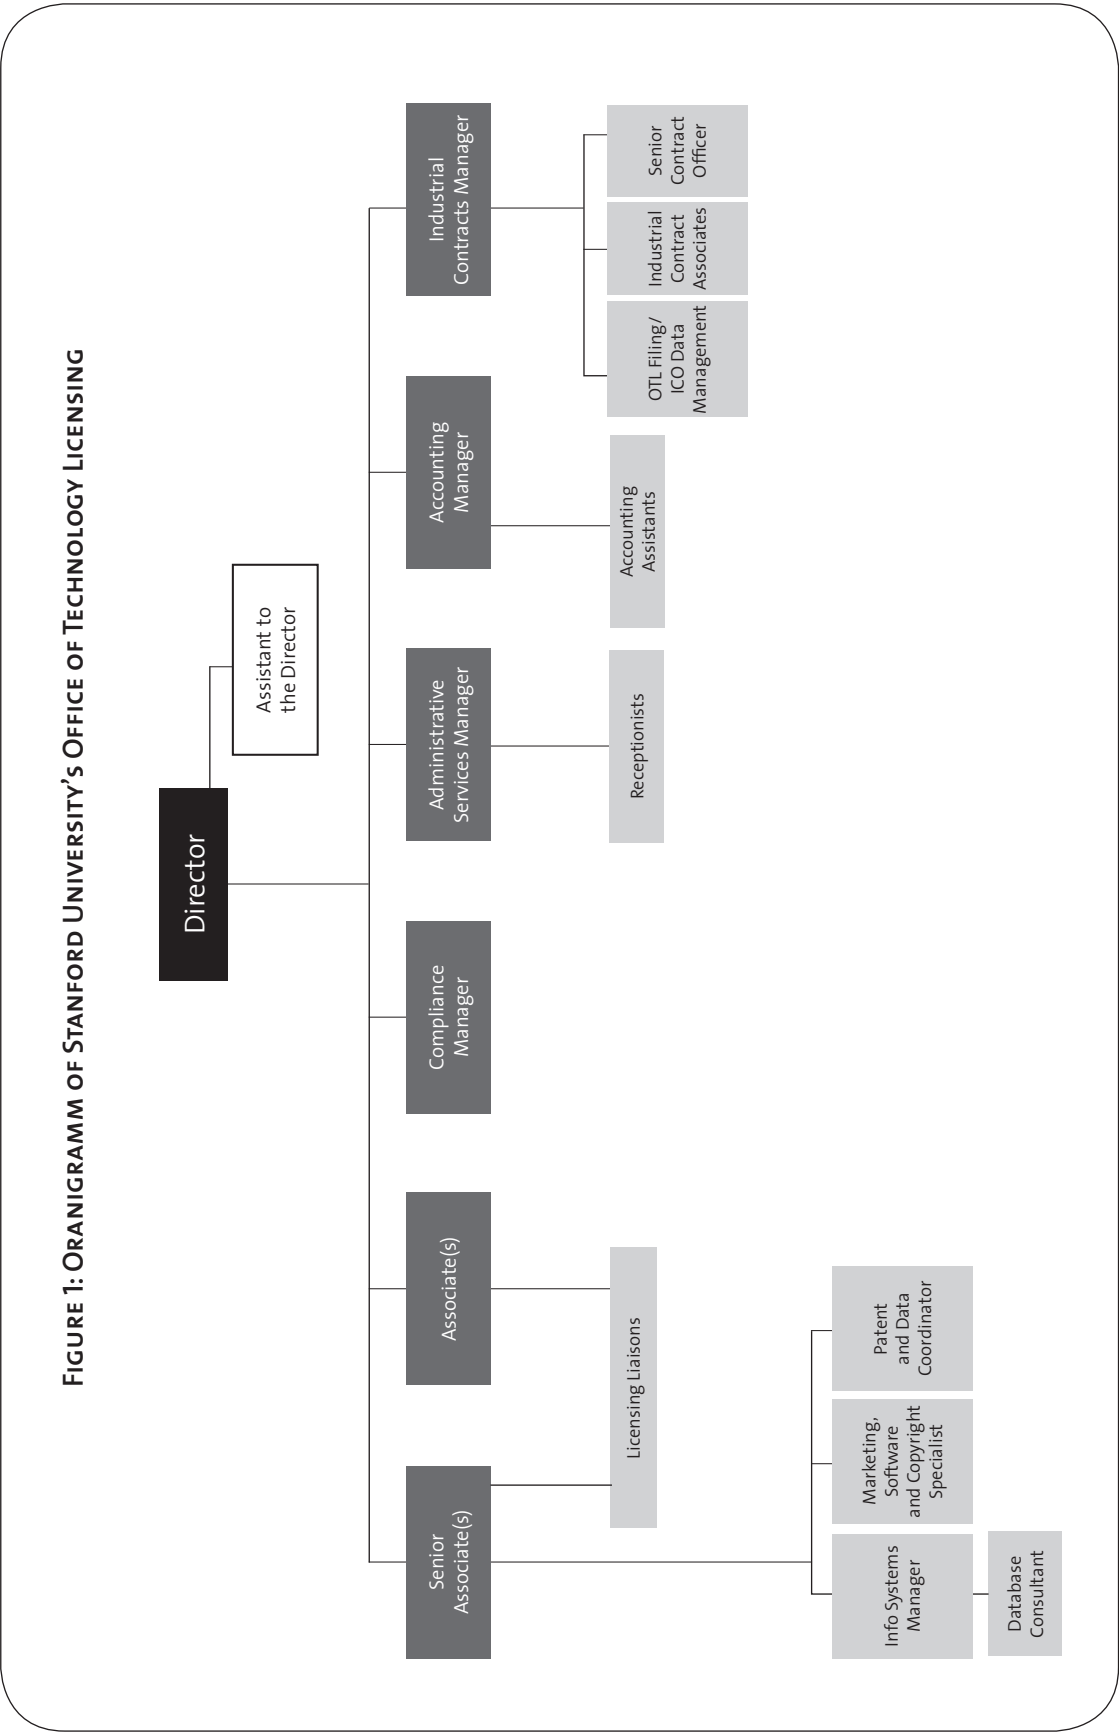 FIGURE 1: ORANIGRAMM OF STANFORD UNIVERSITY'S OFFICE OF TECHNOLOGY LICENSING
Director
Assistant to
the Director
Senior
Associate(s)
Associate(s)
Compliance
Manager
Administrative
Services Manager
Accounting
Manager
Industrial
Contracts Manager
Licensing Liaisons
Receptionists
Accounting
Assistants
OTL Filing/
ICO Data
Management
Industrial
Contract
Associates
Senior
Contract
Officer
Info Systems
Manager
Marketing,
Software
and Copyright
Specialist
Patent
and Data
Coordinator
Database
Consultant